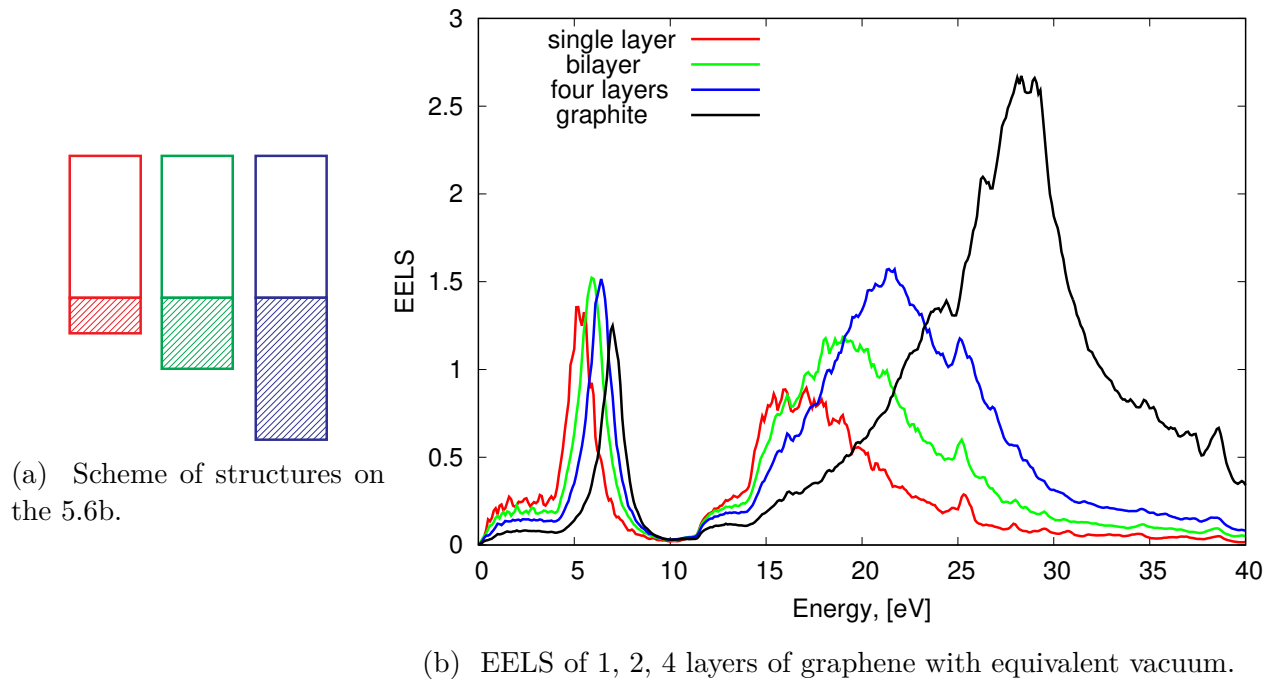 single layer
bilayer
four layers
graphite
3
2.5
2
1.5
1
0.5
0
EELS
0 5 10 15 20 25 30 35 40
Energy, [eV]
(a) Scheme of structures on
the 5.6b.
(b) EELS of 1, 2, 4 layers of graphene with equivalent vacuum.